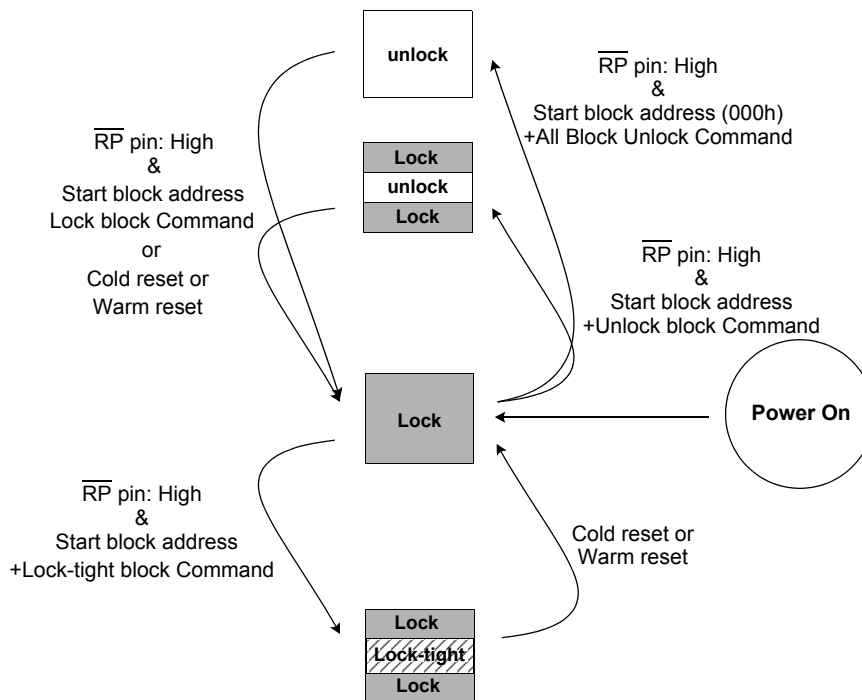 unlock
RP pin: High
&
Start block address (000h)
+All Block Unlock Command
RP pin: High
&
Start block address
Lock block Command
or
Cold reset or
Warm reset
Lock
unlock
Lock
RP pin: High
&
Start block address
+Unlock block Command
Lock
Power On
RP pin: High
&
Start block address
+Lock-tight block Command
Cold reset or
Warm reset
Lock
Lock-tight
Lock